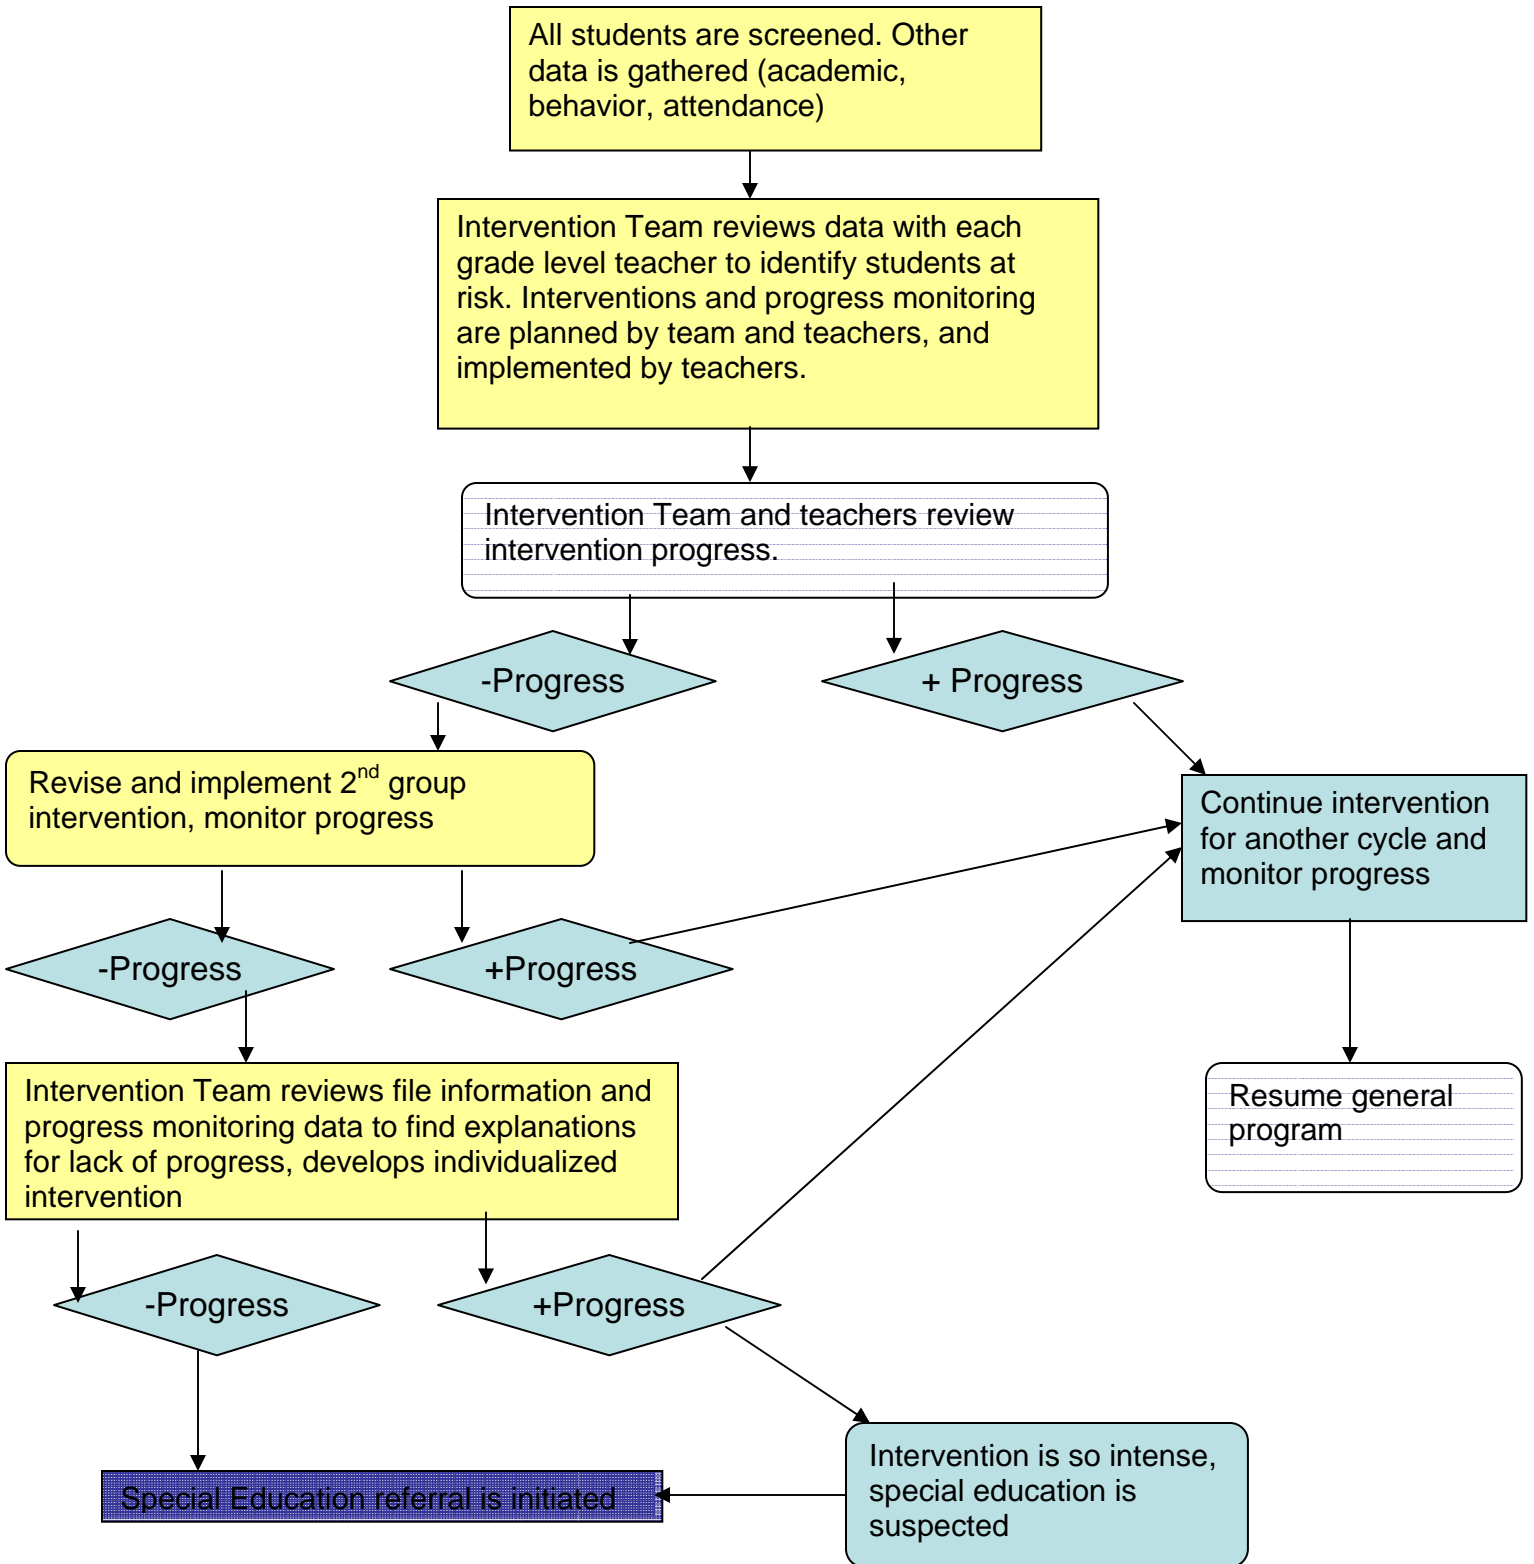 All students are screened. Other
data is gathered (academic,
behavior, attendance)
Intervention Team reviews data with each
grade level teacher to identify students at
risk. Interventions and progress monitoring
are planned by team and teachers, and
implemented by teachers.
Intervention Team and teachers review
intervention progress.
-Progress
+ Progress
Revise and implement 2nd group
intervention, monitor progress
Continue intervention
for another cycle and
monitor progress
-Progress
+Progress
Intervention Team reviews file information and
progress monitoring data to find explanations
for lack of progress, develops individualized
intervention
Resume general
program
-Progress
+Progress
Intervention is so intense,
special education is
suspected
Special Education referral is initiated